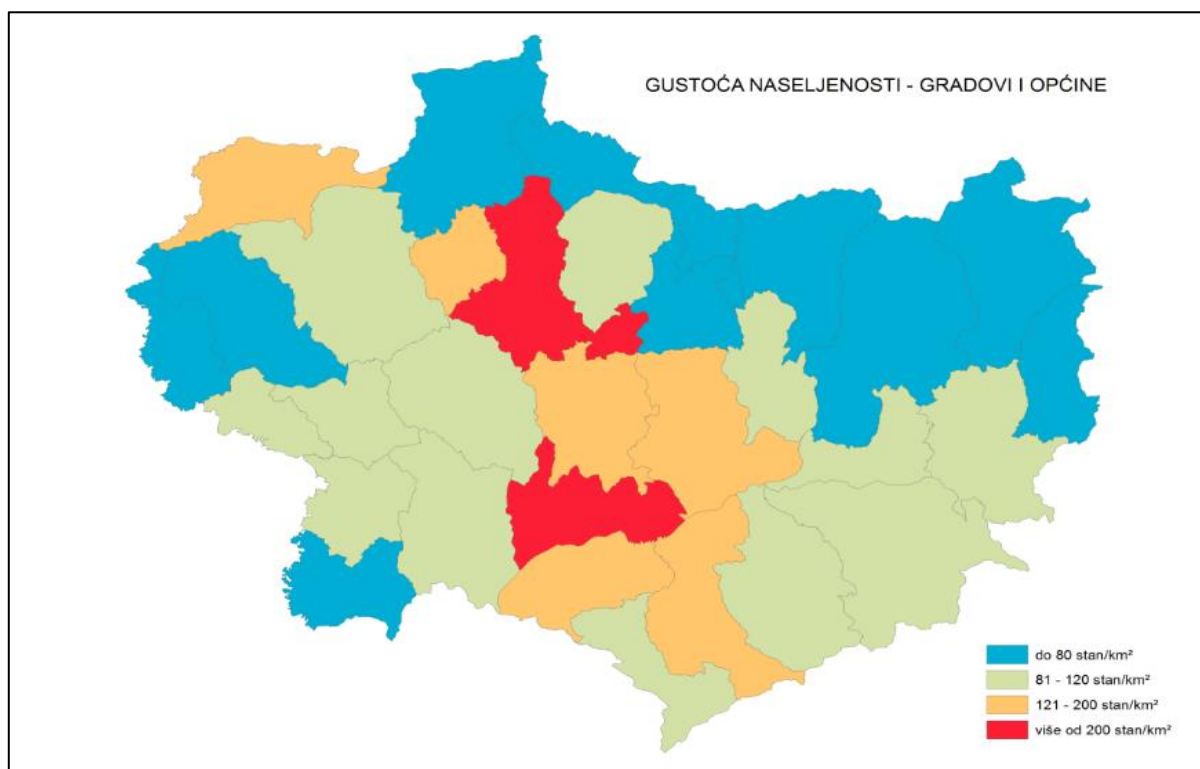 GUSTOĆA NASELJENOSTI - GRADOVI I OPĆINE
do 80 stan/km²
81 - 120 stan/km²
121 - 200 stan/km²
više od 200 stan/km²